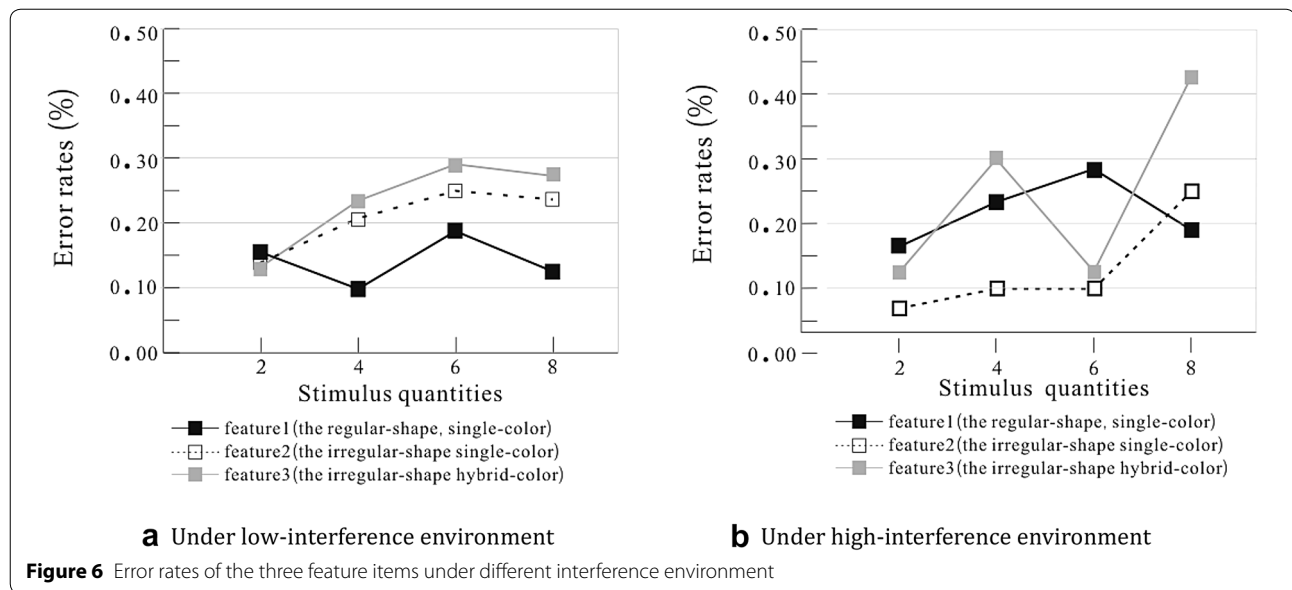 0.50
0.40
0.30
0.20
0.10
0.00
Error rates (%)
2 4 6 8
Stimulus quantities
feature1(the regular-shape, single-color)
feature2(the irregular-shape single-color)
feature3(the irregular-shape hybrid-color)
a Under low-interference environment
0.50
0.40
0.30
0.20
0.10
0.00
Error rates (%)
2 4 6 8
Stimulus quantities
feature1(the regular-shape, single-color)
feature2(the irregular-shape single-color)
feature3(the irregular-shape hybrid-color)
b Under high-interference environment
Figure 6 Error rates of the three feature items under different interference environment